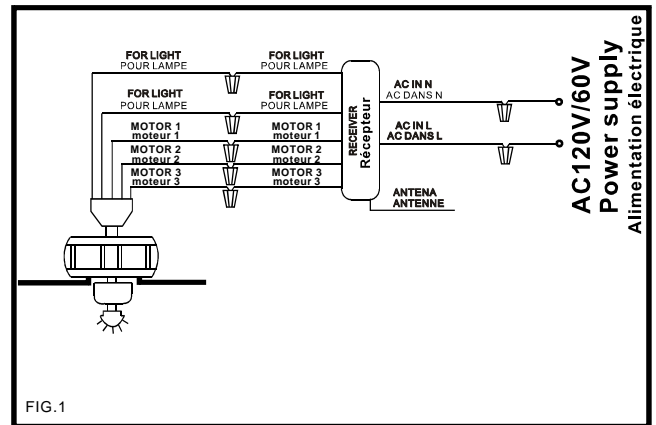 FOR LIGHT
POUR LAMPE
FOR LIGHT
POUR LAMPE
FOR LIGHT
POUR LAMPE
FOR LIGHT
POUR LAMPE
MOTOR 1
moteur 1
MOTOR 1
moteur 1
MOTOR 2
moteur 2
MOTOR 2
moteur 2
MOTOR 3
moteur 3
MOTOR 3
moteur 3
RECEIVER
Récepteur
AC IN N
AC DANS N
AC IN L
AC DANS L
ANTENA
ANTENNE
AC120V/60V
Power supply
Alimentation électrique
FIG.1